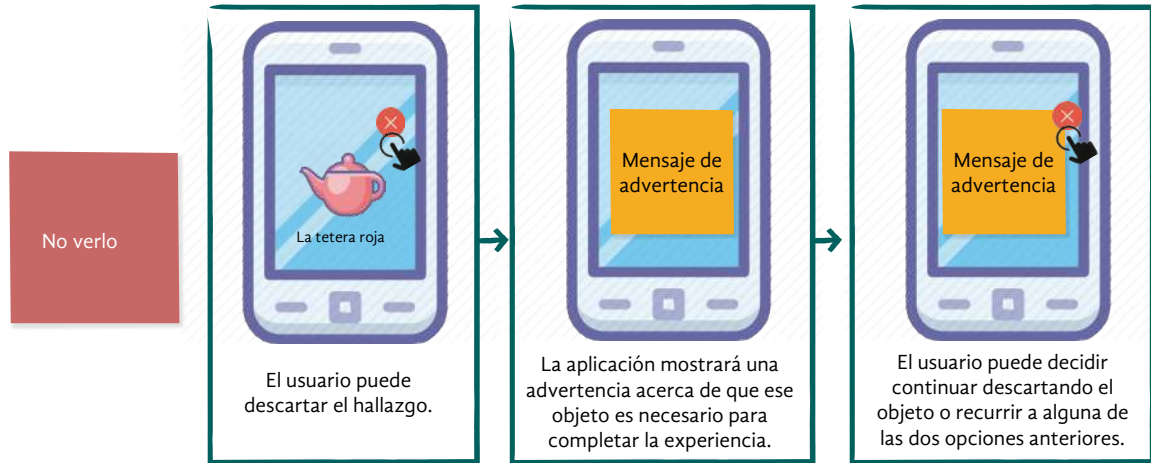 No verlo
La tetera roja
El usuario puede
descartar el hallazgo.
Mensaje de
advertencia
La aplicación mostrará una
advertencia acerca de que ese
objeto es necesario para
completar la experiencia.
Mensaje de
advertencia
El usuario puede decidir
continuar descartando el
objeto o recurrir a alguna de
las dos opciones anteriores.